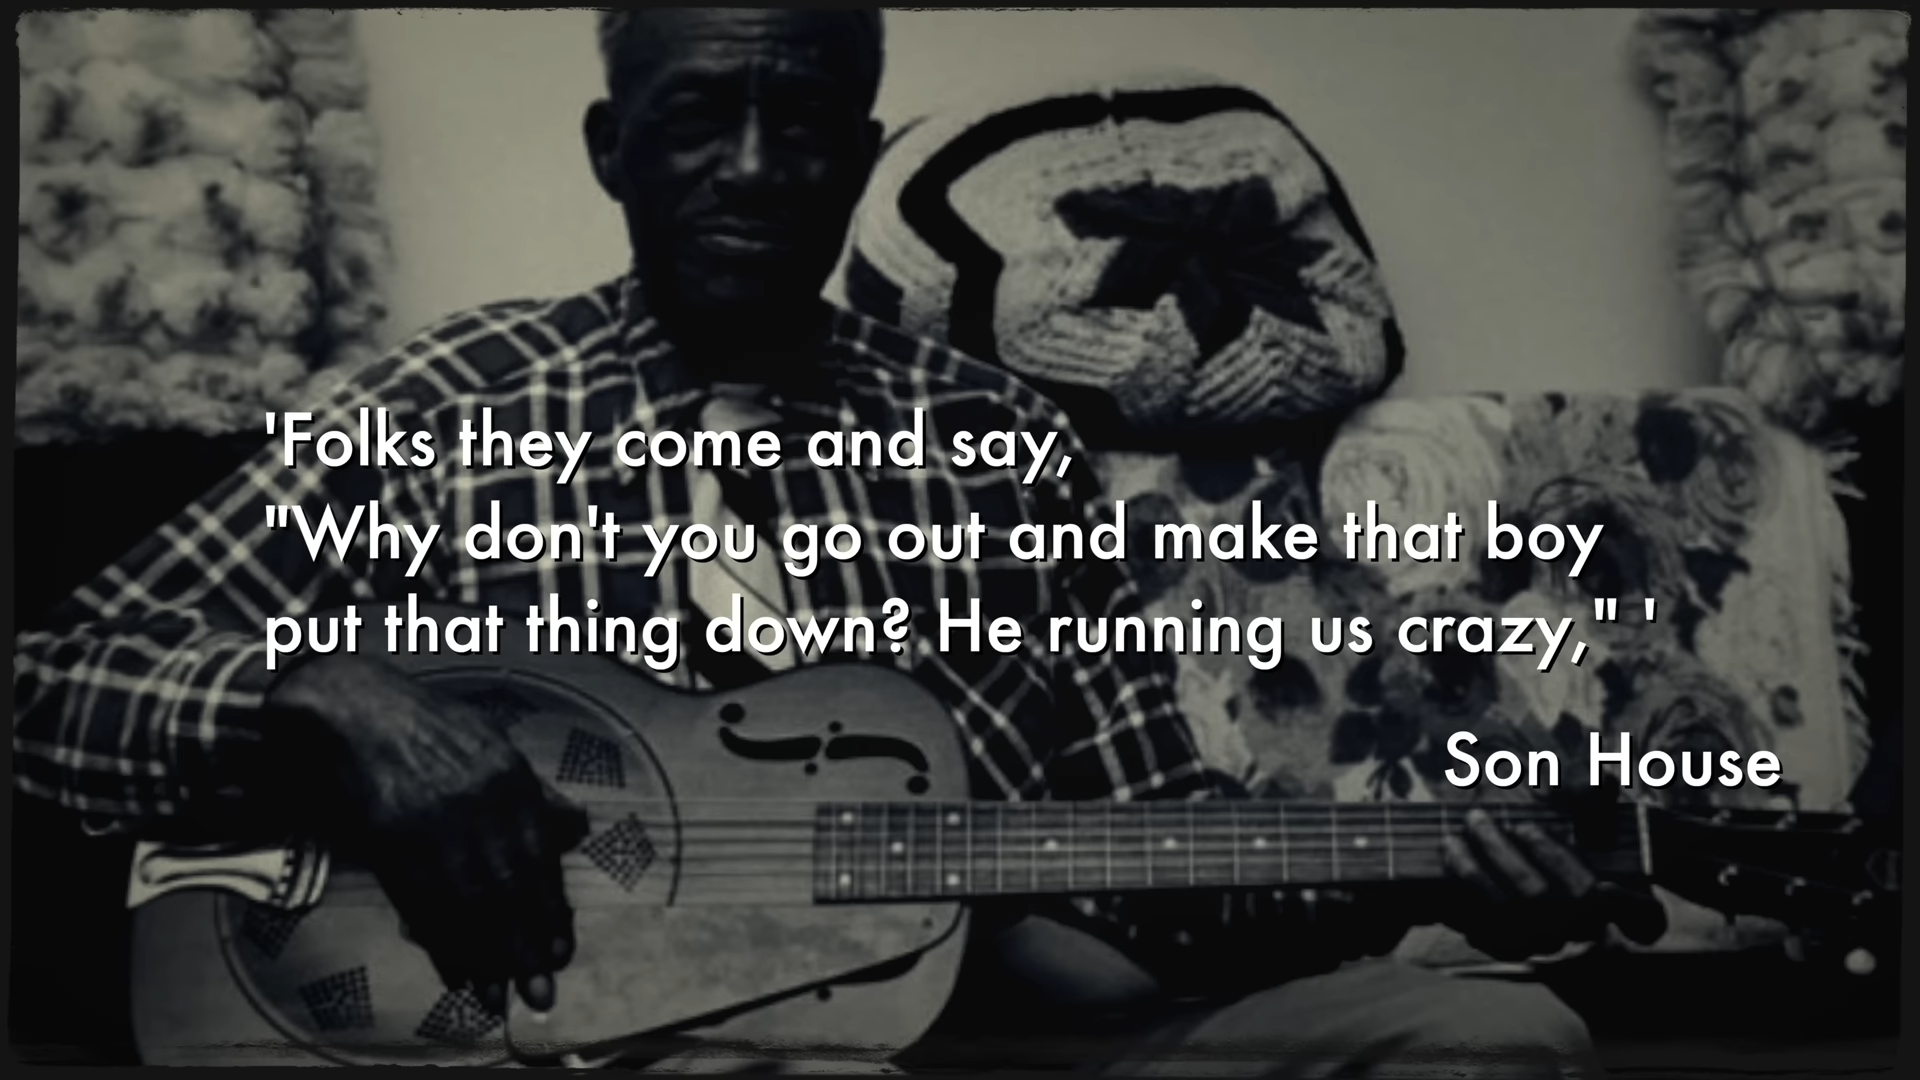 'Folks they come and say,
"Why don't you go out and make that boy
put that thing down? He running us crazy," '
Son House